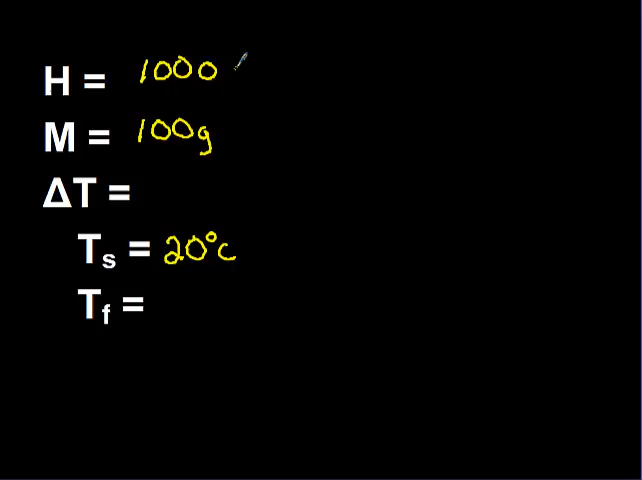 H = 1000
M = 100g
ΔT =
Ts = 20°c
Tf =